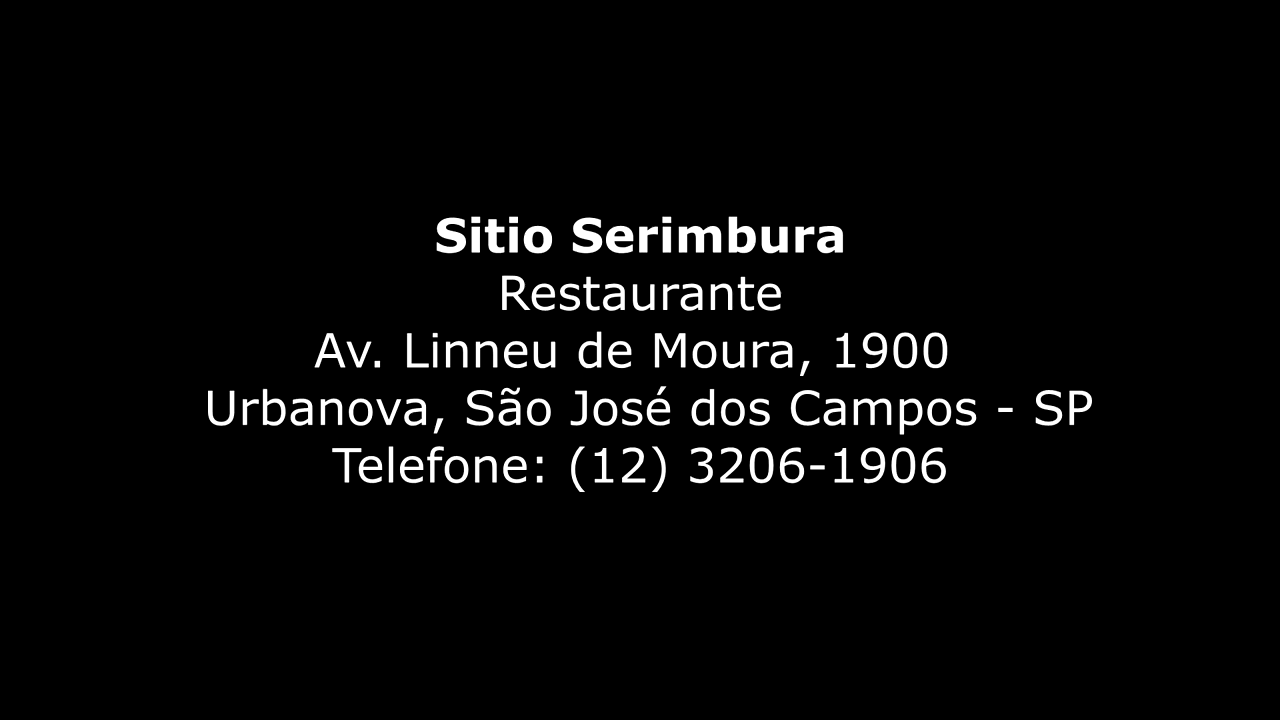 Sitio Serimbura
Restaurante
Av. Linneu de Moura, 1900
Urbanova, São José dos Campos - SP
Telefone: (12) 3206-1906